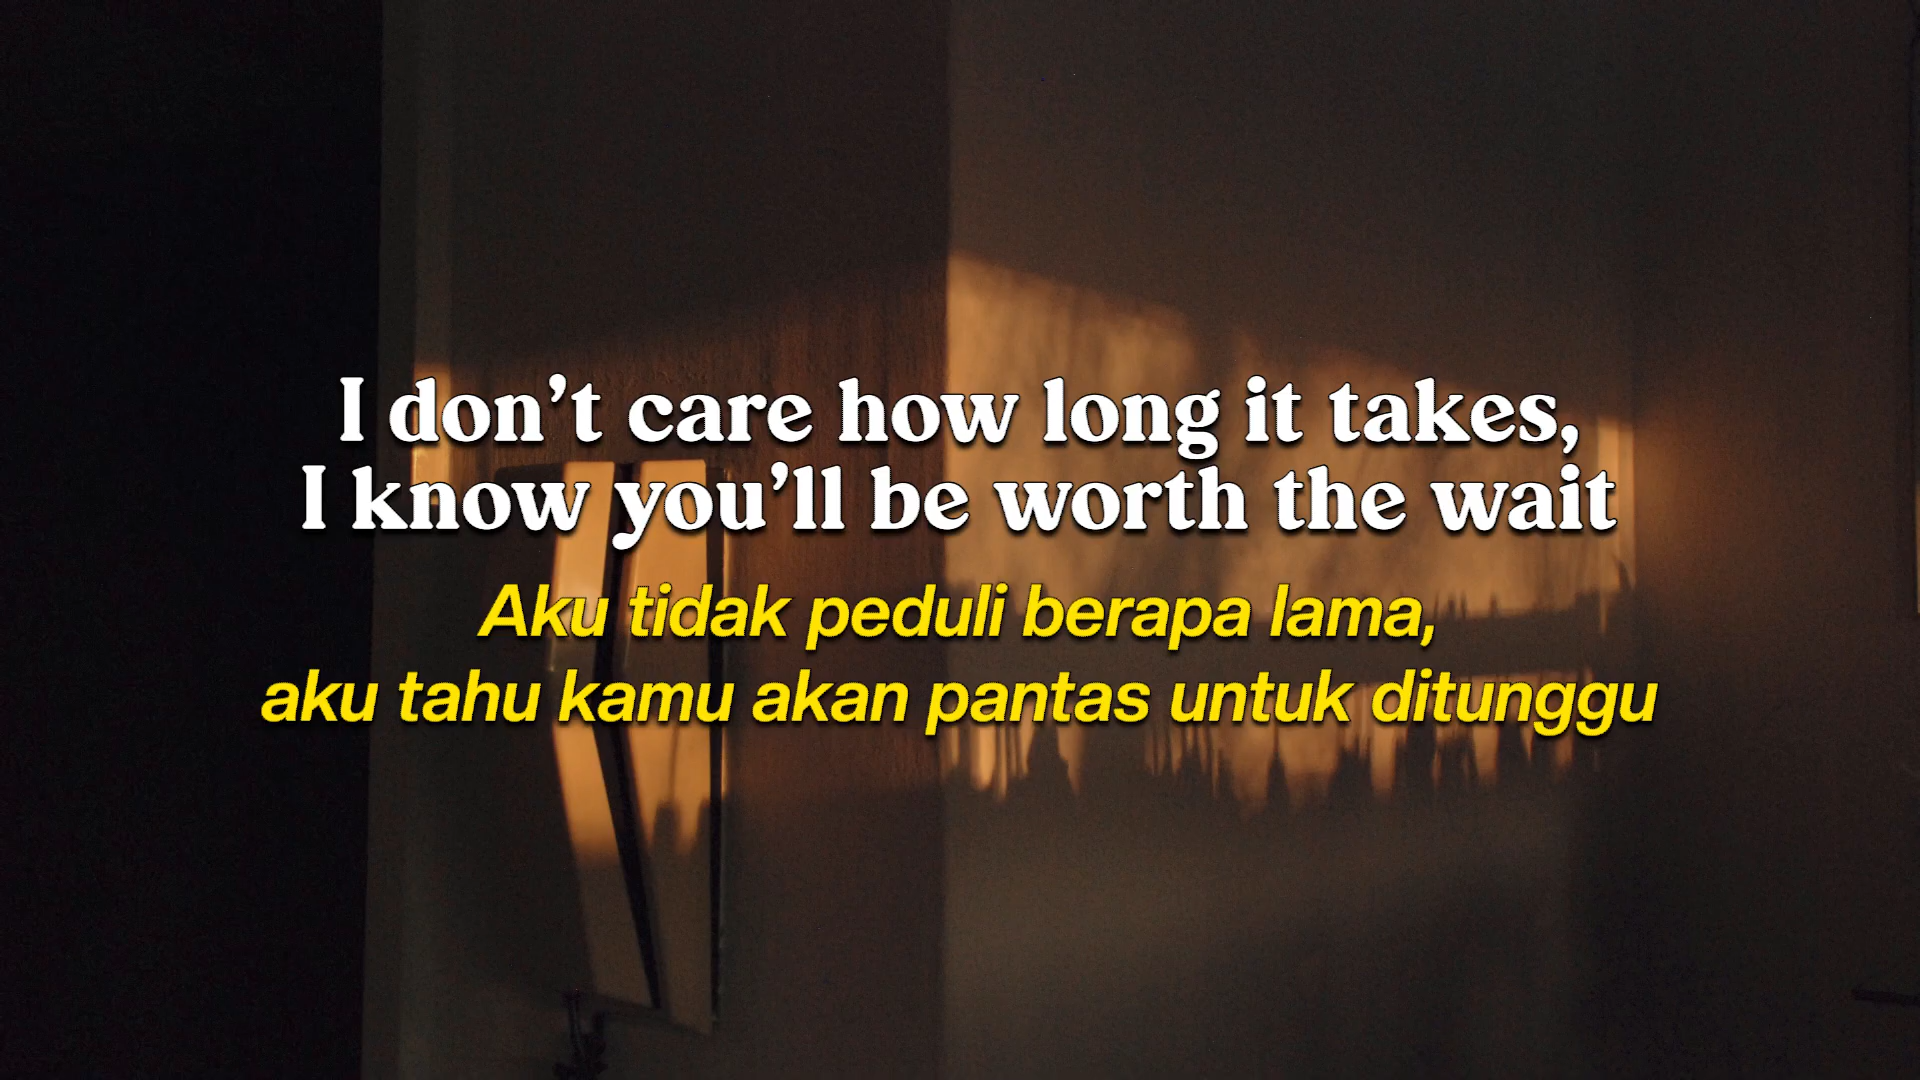 I don’t care how long it takes,
I know you’ll be worth the wait
Aku tidak peduli berapa lama,
aku tahu kamu akan pantas untuk ditunggu